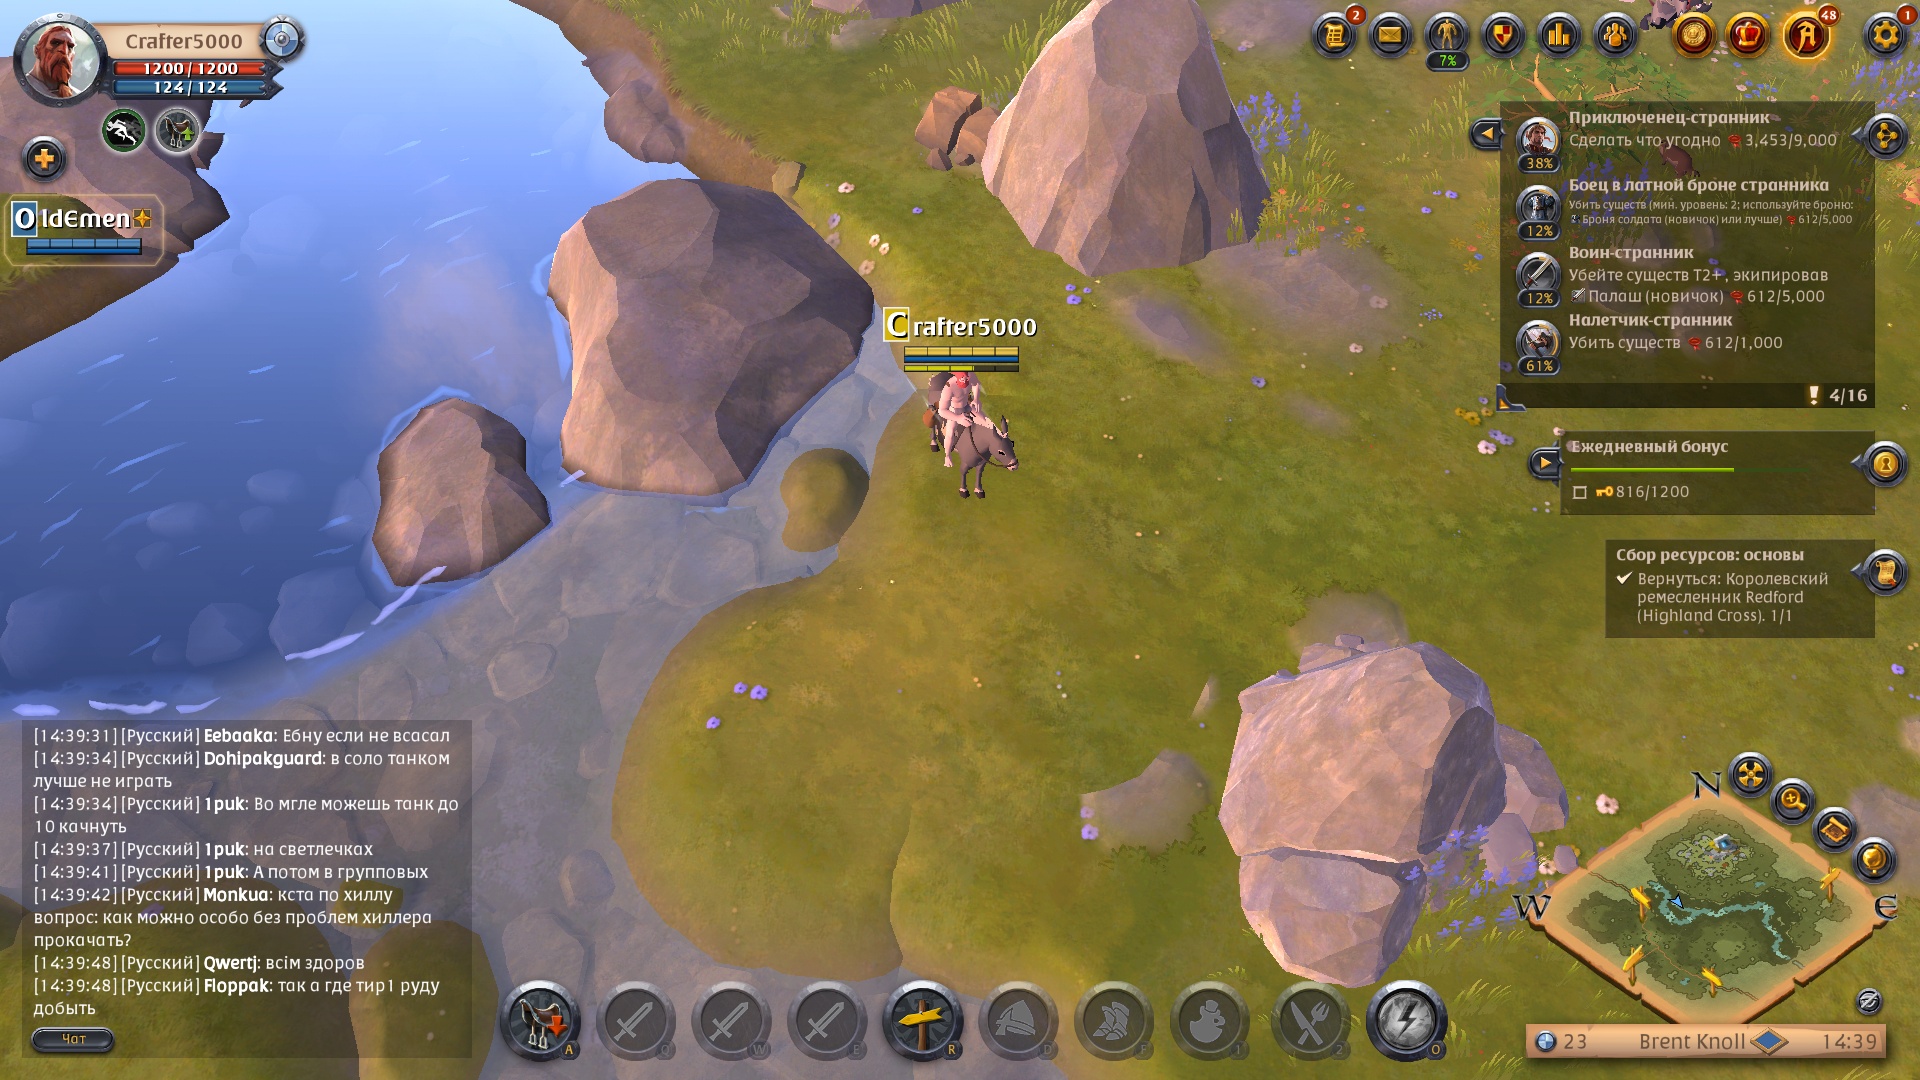 Crafter5000
1200 / 1200
124 / 124
OldEmen
2
7%
48
1
Приключенец-странник
Сделать что угодно 3,453/9,000
38%
Боец в латной броне странника
Убить существ (мин. уровень: 2; используйте броню:
Броня солдата (новичок) или лучше) 612/5,000
12%
Воин-странник
Убейте существ T2+, экипировав
Палаш (новичок) 612/5,000
12%
Налетчик-странник
Убить существ 612/1,000
61%
4/16
Ежедневный бонус
816/1200
Сбор ресурсов: основы
Вернуться: Королевский
ремесленник Redford
(Highland Cross). 1/1
Crafter5000
[14:39:31] [Русский] Eebaaka: Ебну если не всасал
[14:39:34] [Русский] Dohipakguard: в соло танком
лучше не играть
[14:39:34] [Русский] 1puk: Во мгле можешь танк до
10 качнуть
[14:39:37] [Русский] 1puk: на светлечках
[14:39:41] [Русский] 1puk: А потом в групповых
[14:39:42] [Русский] Monkua: кста по хиллу
вопрос: как можно особо без проблем хиллера
прокачать?
[14:39:48] [Русский] Qwertj: всім здоров
[14:39:48] [Русский] Floppak: так а где тир1 руду
добыть
Чат
A Q W E R D F 1 2 O
N
W
E
23 Brent Knoll 14:39